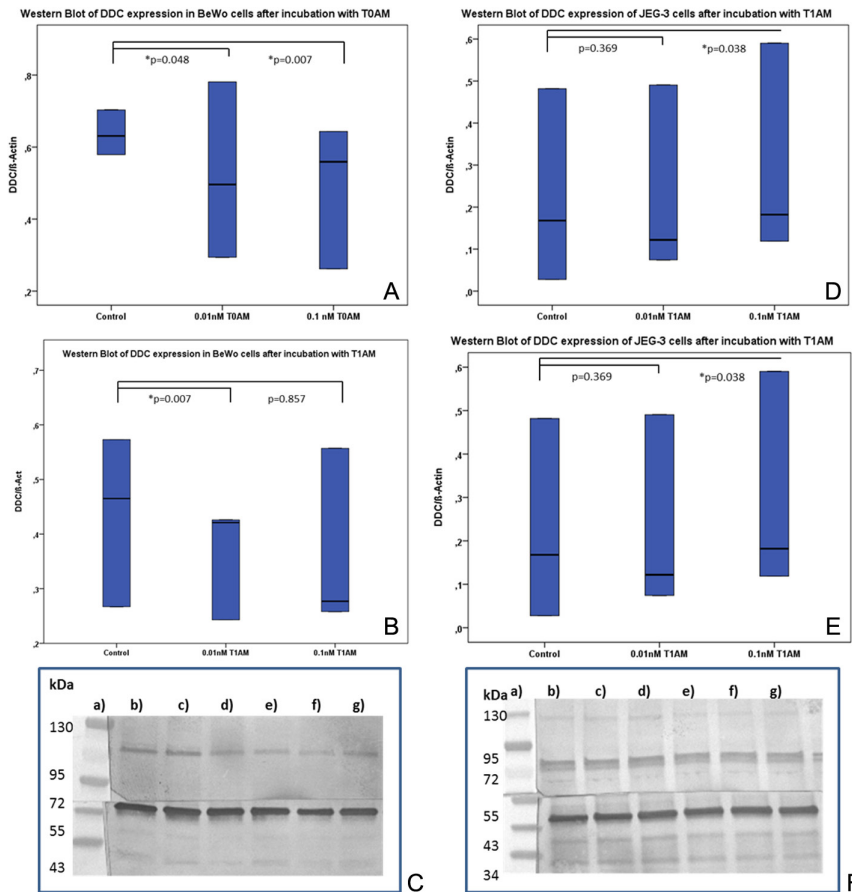 Western Blot of DDC expression in BeWo cells after incubation with T0AM
*p=0.048
*p=0.007
,8
,6
,4
,2
DDC/ß-Actin
Control
0.01nM T0AM
0.1 nM T0AM
A
Western Blot of DDC expression in BeWo cells after incubation with T1AM
*p=0.007
p=0.857
,7
,5
,4
,3
,2
DDC/ß-Act
Control
0.01nM T1AM
0.1nM T1AM
B
kDa
a)
b)
c)
d)
e)
f)
g)
130
95
72
55
43
C
Western Blot of DDC expression of JEG-3 cells after incubation with T1AM
p=0.369
*p=0.038
,6
,5
,4
,3
,2
,1
,0
DDC/ß-Actin
Control
0.01nM T1AM
0.1nM T1AM
D
Western Blot of DDC expression of JEG-3 cells after incubation with T1AM
p=0.369
*p=0.038
,6
,5
,4
,3
,2
,1
,0
DDC/ß-Actin
Control
0.01nM T1AM
0.1nM T1AM
E
kDa
a)
b)
c)
d)
e)
f)
g)
130
95
72
55
43
34